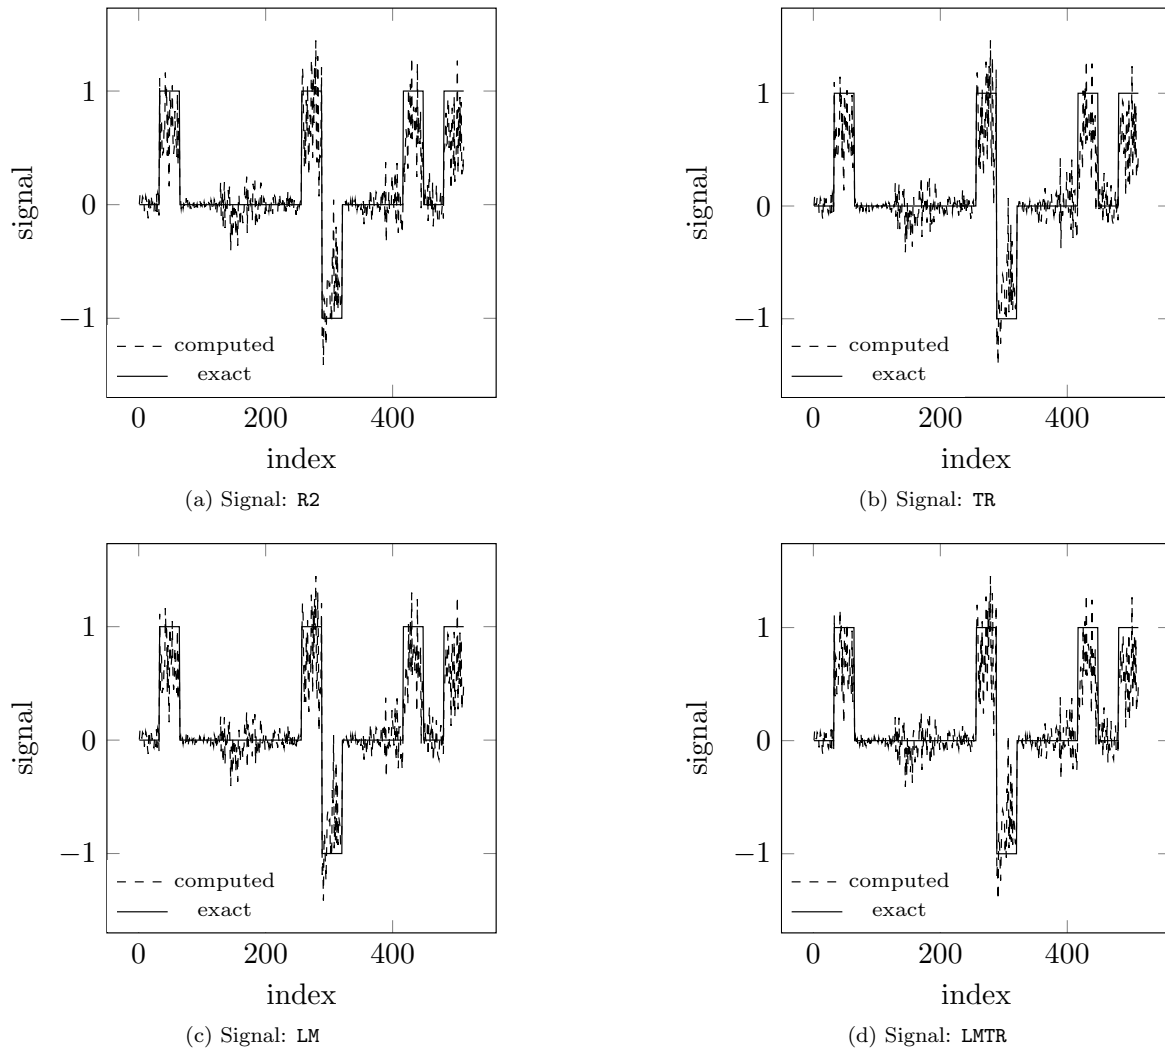 1
0
−1
signal
computed
exact
0 200 400
index
(a) Signal: R2
1
0
−1
signal
computed
exact
0 200 400
index
(b) Signal: TR
1
0
−1
signal
computed
exact
0 200 400
index
(c) Signal: LM
1
0
−1
signal
computed
exact
0 200 400
index
(d) Signal: LMTR